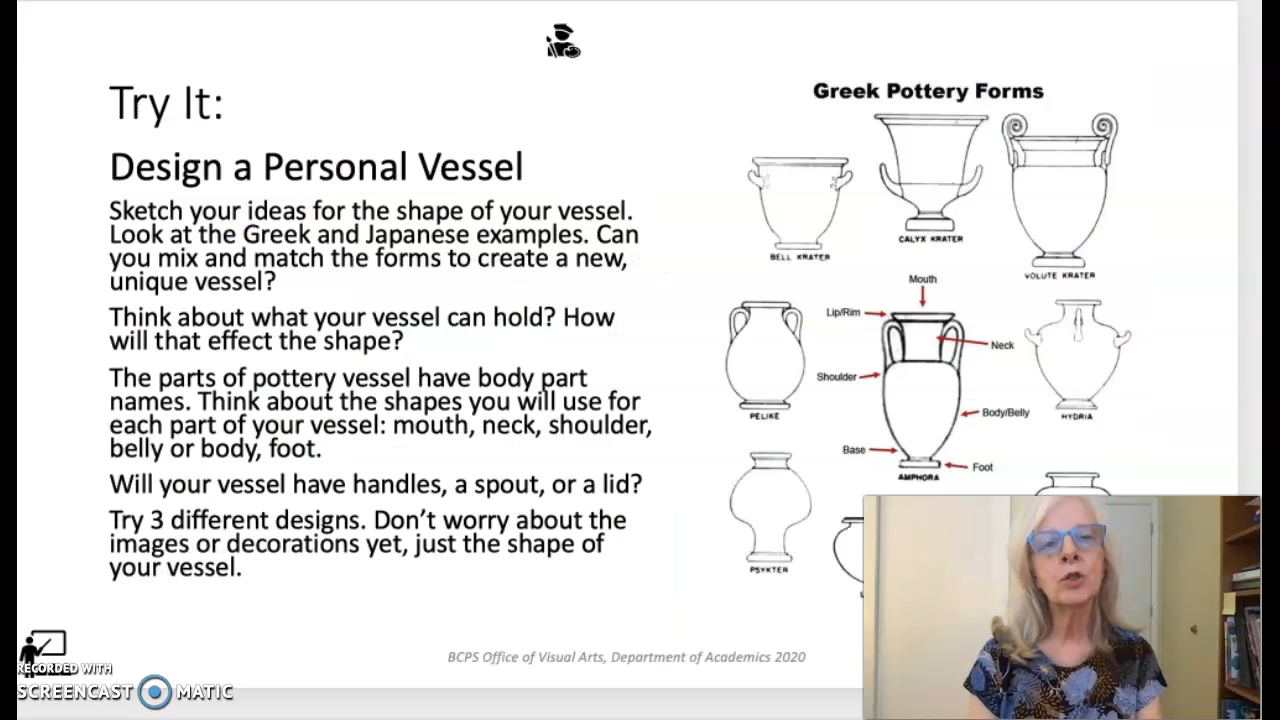 Try It:
Design a Personal Vessel
Sketch your ideas for the shape of your vessel.
Look at the Greek and Japanese examples. Can
you mix and match the forms to create a new,
unique vessel?
Think about what your vessel can hold? How
will that effect the shape?
The parts of pottery vessel have body part
names. Think about the shapes you will use for
each part of your vessel: mouth, neck, shoulder,
belly or body, foot.
Will your vessel have handles, a spout, or a lid?
Try 3 different designs. Don't worry about the
images or decorations yet, just the shape of
your vessel.
Greek Pottery Forms
BELL KRATER
CALYX KRATER
VOLUTE KRATER
Mouth
Lip/Rim
Neck
Shoulder
Body/Belly
Base
Foot
PELIKE
AMPHORA
HYDRIA
PSYKTER
BCPS Office of Visual Arts, Department of Academics 2020
RECORDED WITH
SCREENCAST MATIC